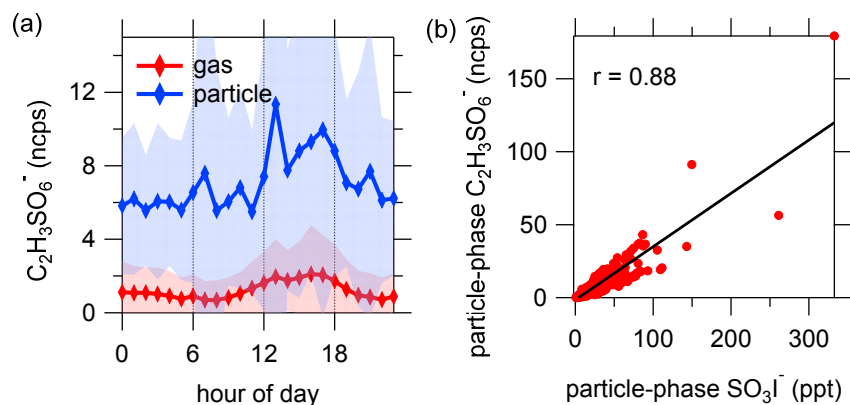 (a)
gas
particle
C₂H₃SO₆⁻ (ncps)
12
8
4
0
0
6
12
18
hour of day
(b)
r = 0.88
particle-phase C₂H₃SO₆⁻ (ncps)
150
100
50
0
0
100
200
300
particle-phase SO₃I⁻ (ppt)